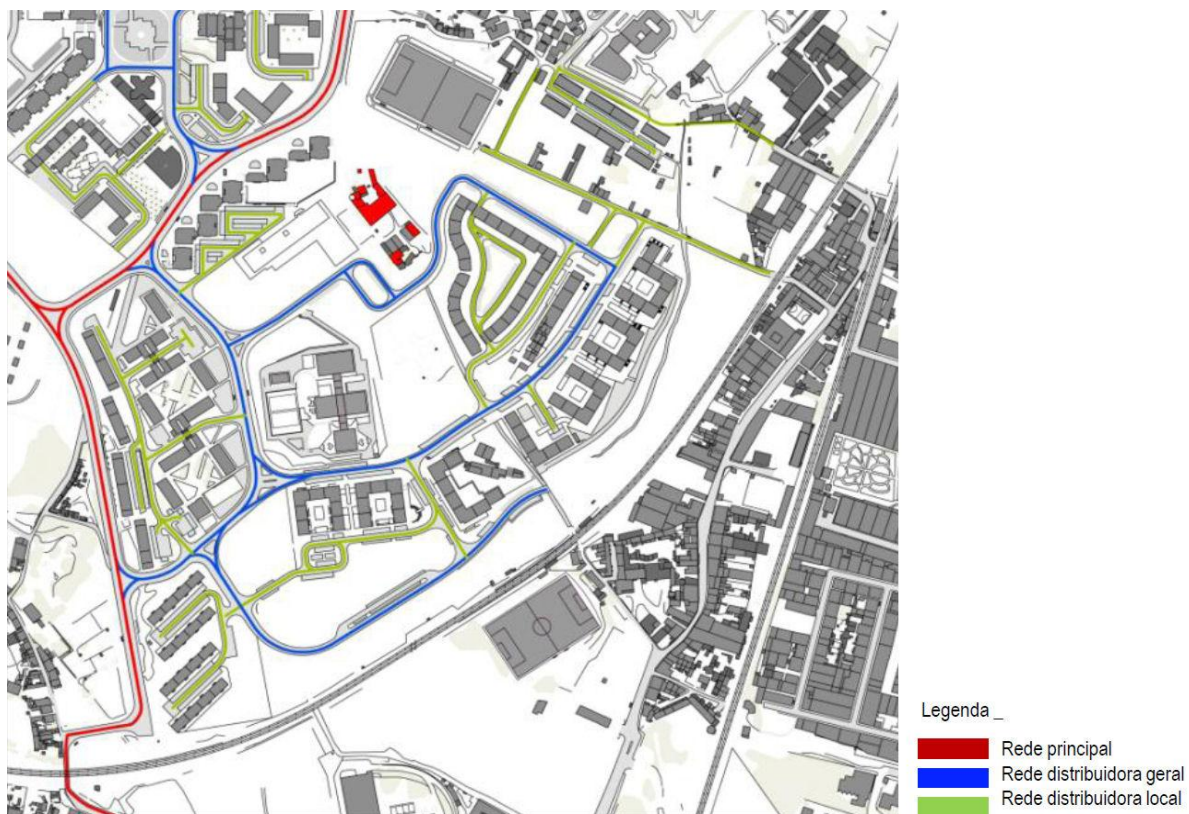 Legenda _
Rede principal
Rede distribuidora geral
Rede distribuidora local